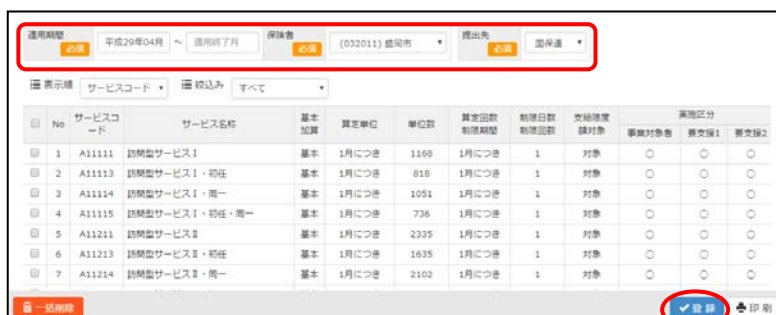 適用期間 必須 平成29年04月 ~ 適用終了月 保険者 必須 (032011) 盛岡市 提出先 必須 国保連
表示順 サービスコード 絞込み すべて
No サービスコード サービス名称 基本加算 算定単位 単位数 算定回数制限期間 制限日数制限回数 支給限度額対象 実施区分
事業対象者 要支援1 要支援2
1 A11111 訪問型サービスⅠ 基本 1月につき 1168 1月につき 1 対象 ○ ○ ○
2 A11113 訪問型サービスⅠ・初任 基本 1月につき 818 1月につき 1 対象 ○ ○ ○
3 A11114 訪問型サービスⅠ・同一 基本 1月につき 1051 1月につき 1 対象 ○ ○ ○
4 A11115 訪問型サービスⅠ・初任・同一 基本 1月につき 736 1月につき 1 対象 ○ ○ ○
5 A11211 訪問型サービスⅡ 基本 1月につき 2335 1月につき 1 対象 ○ ○ ○
6 A11213 訪問型サービスⅡ・初任 基本 1月につき 1635 1月につき 1 対象 ○ ○ ○
7 A11214 訪問型サービスⅡ・同一 基本 1月につき 2102 1月につき 1 対象 ○ ○ ○
一括削除 登録 印刷